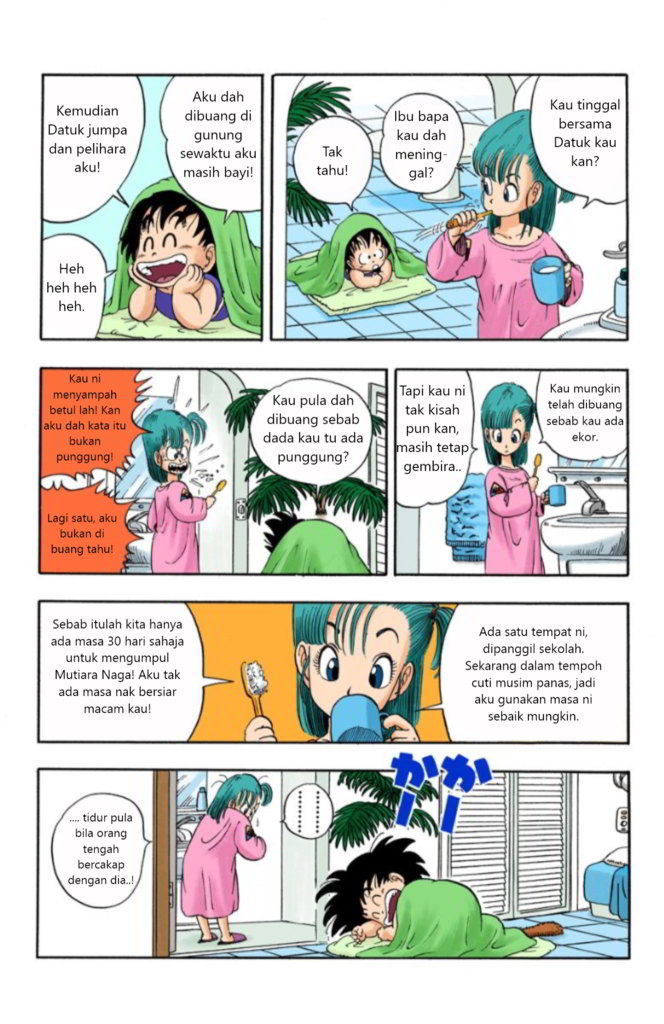 Kau tinggal
bersama
Datuk kau
kan?
Ibu bapa
kau dah
mening-
gal?
Tak
tahu!
Aku dah
dibuang di
gunung
sewaktu aku
masih bayi!
Kemudian
Datuk jumpa
dan pelihara
aku!
Heh
heh heh
heh.
Kau mungkin
telah dibuang
sebab kau ada
ekor.
Tapi kau ni
tak kisah
pun kan,
masih tetap
gembira..
Kau pula dah
dibuang sebab
dada kau tu ada
punggung?
Kau ni
menyampah
betul lah! Kan
aku dah kata itu
bukan
punggung!
Lagi satu, aku
bukan di
buang tahu!
Ada satu tempat ni,
dipanggil sekolah.
Sekarang dalam tempoh
cuti musim panas, jadi
aku gunakan masa ni
sebaik mungkin.
Sebab itulah kita hanya
ada masa 30 hari sahaja
untuk mengumpul
Mutiara Naga! Aku tak
ada masa nak bersiar
macam kau!
かー
かー
.... tidur pula
bila orang
tengah
bercakap
dengan dia..!